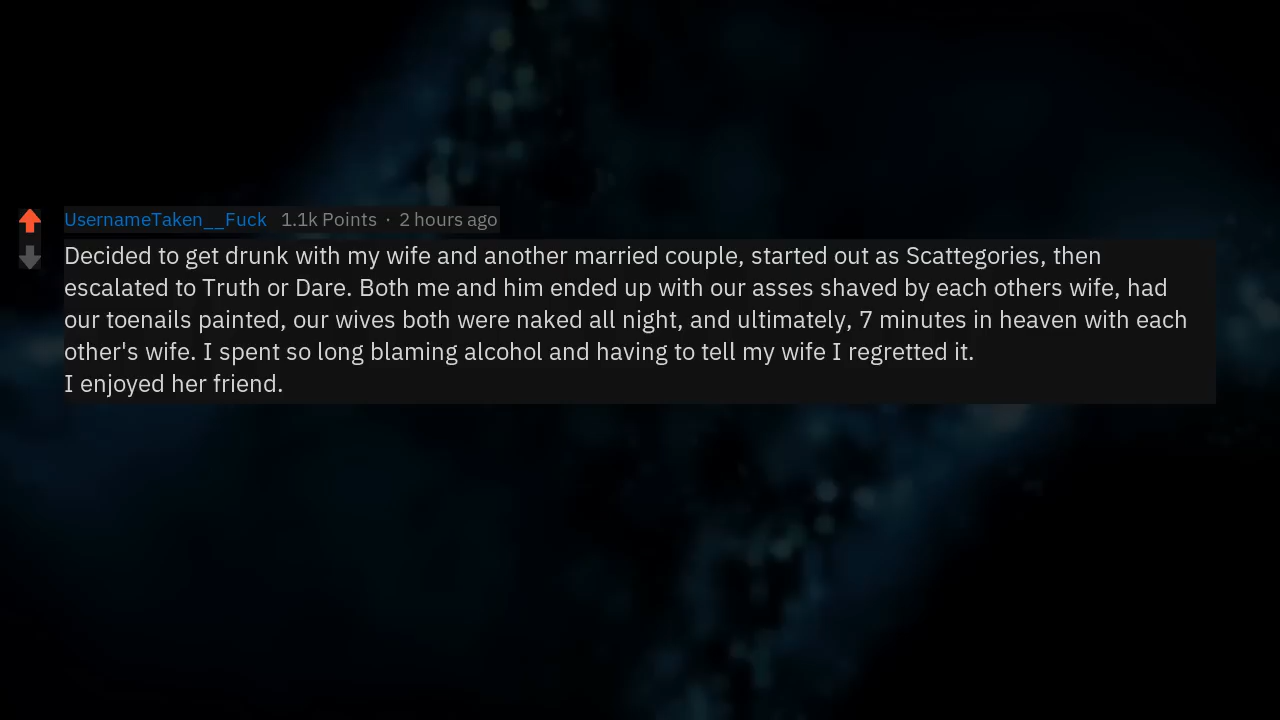 UsernameTaken__Fuck 1.1k Points · 2 hours ago
Decided to get drunk with my wife and another married couple, started out as Scattegories, then
escalated to Truth or Dare. Both me and him ended up with our asses shaved by each others wife, had
our toenails painted, our wives both were naked all night, and ultimately, 7 minutes in heaven with each
other's wife. I spent so long blaming alcohol and having to tell my wife I regretted it.
I enjoyed her friend.